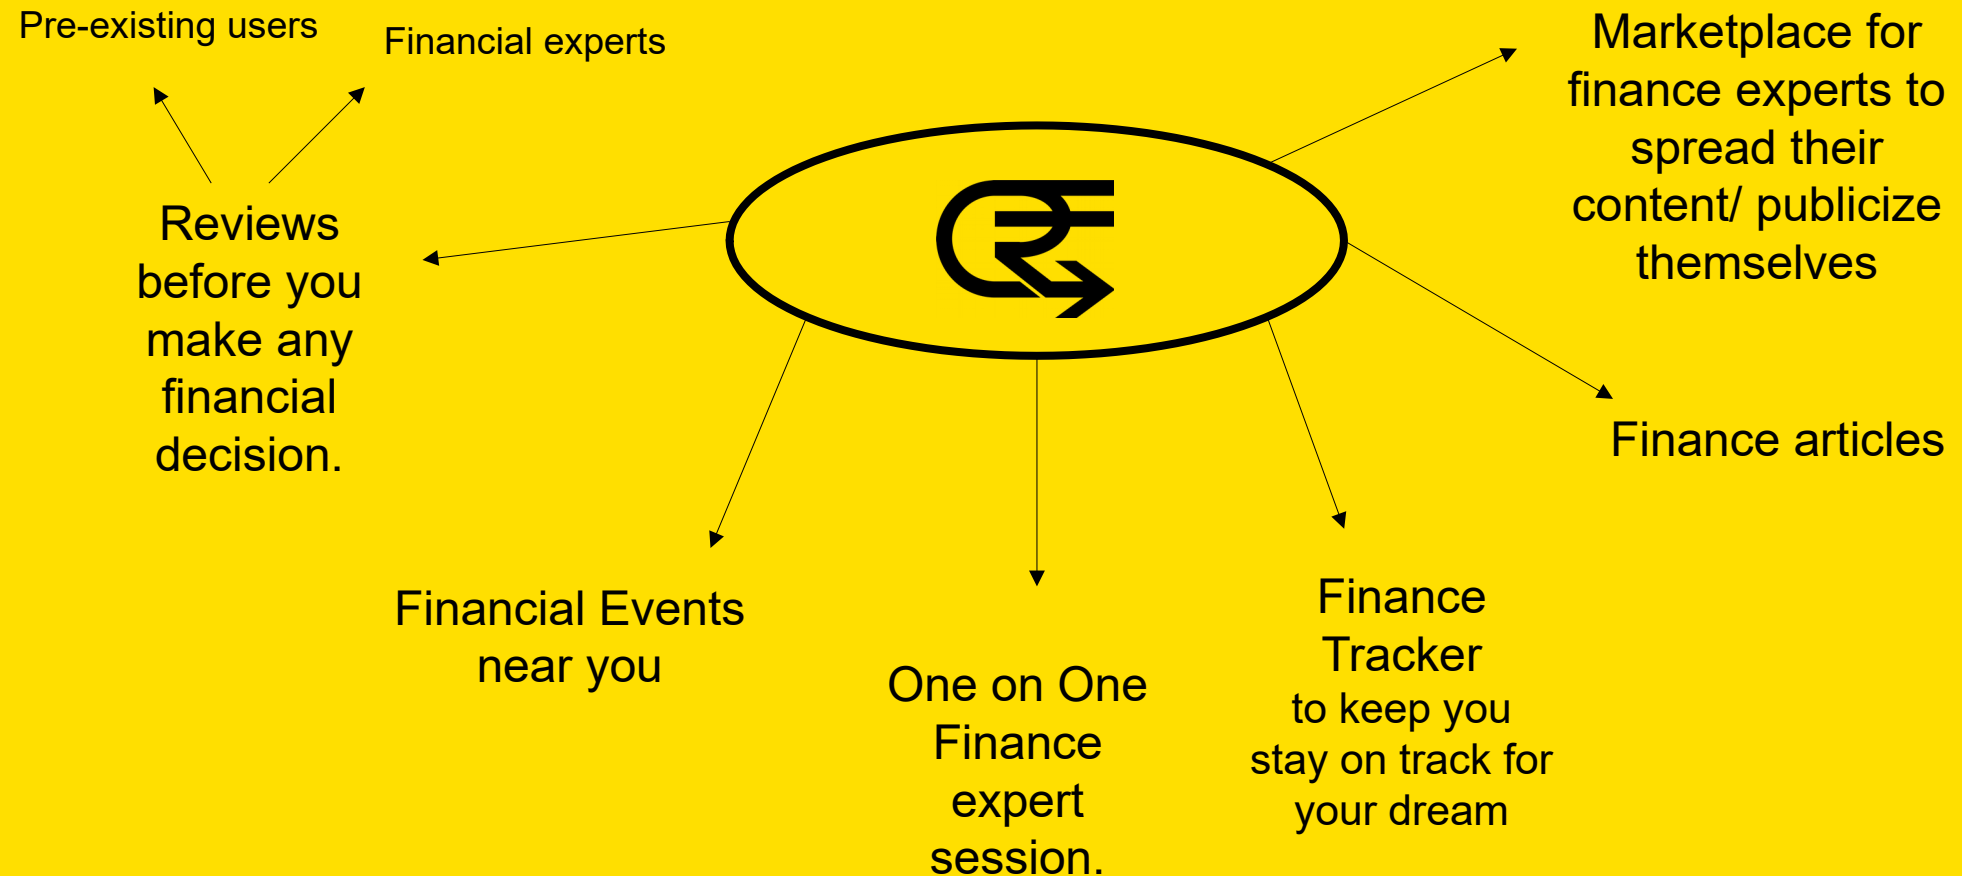 Pre-existing users
Financial experts
Reviews
before you
make any
financial
decision.
Marketplace for
finance experts to
spread their
content/ publicize
themselves
Finance articles
Financial Events
near you
One on One
Finance
expert
session.
Finance
Tracker
to keep you
stay on track for
your dream